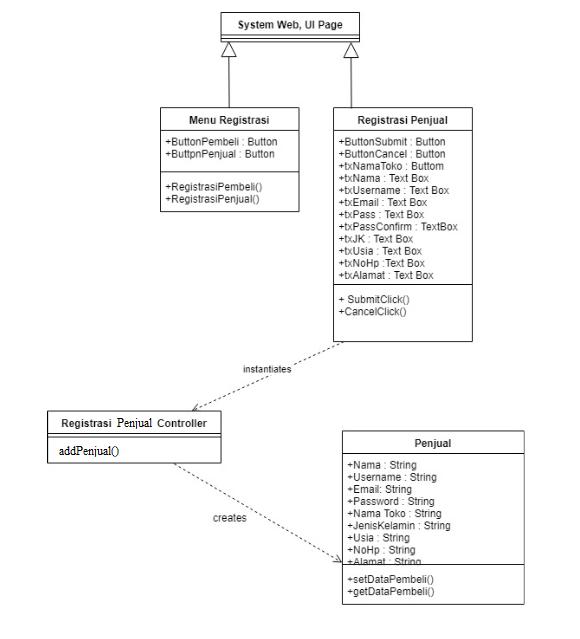 System Web, UI Page
Menu Registrasi
+ButtonPembeli : Button
+ButtpnPenjual : Button
+RegistrasiPembeli()
+RegistrasiPenjual()
Registrasi Penjual
+ButtonSubmit : Button
+ButtonCancel : Button
+txNamaToko : Buttom
+txNama : Text Box
+txUsername : Text Box
+txEmail : Text Box
+txPass : Text Box
+txPassConfirm : TextBox
+txJK : Text Box
+txUsia : Text Box
+txNoHp :Text Box
+txAlamat : Text Box
+ SubmitClick()
+CancelClick()
instantiates
Registrasi Penjual Controller
addPenjual()
creates
Penjual
+Nama : String
+Username : String
+Email: String
+Password : String
+Nama Toko : String
+JenisKelamin : String
+Usia : String
+NoHp : String
+Alamat : String
+setDataPembeli()
+getDataPembeli()